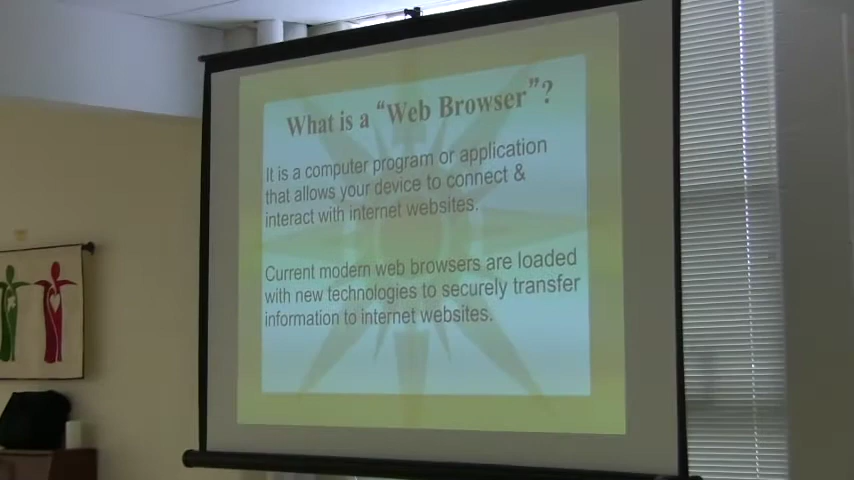 What is a “Web Browser”?
It is a computer program or application
that allows your device to connect &
interact with internet websites.
Current modern web browsers are loaded
with new technologies to securely transfer
information to internet websites.